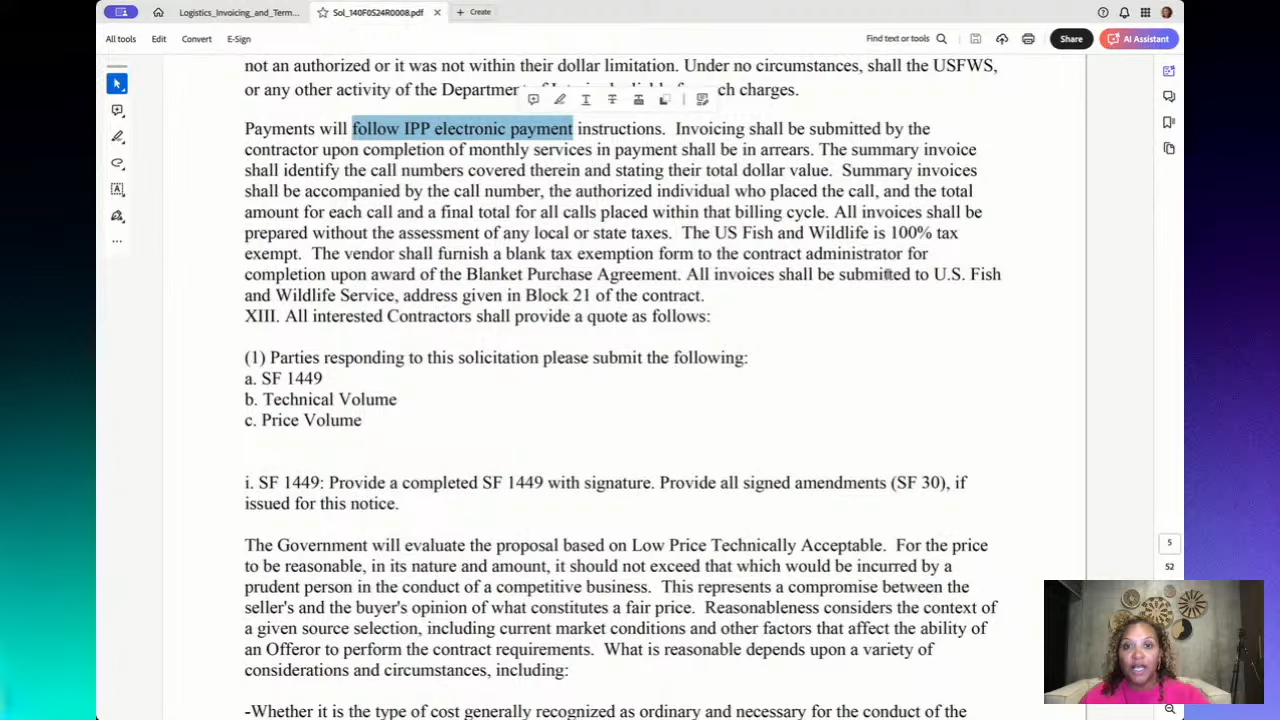 Logistics_Invoicing_and_Term...
Sol_140F0S24R0008.pdf
Create
All tools
Edit
Convert
E-Sign
Find text or tools
Share
AI Assistant
not an authorized or it was not within their dollar limitation. Under no circumstances, shall the USFWS,
or any other activity of the Department of ch charges.
Payments will follow IPP electronic payment instructions. Invoicing shall be submitted by the
contractor upon completion of monthly services in payment shall be in arrears. The summary invoice
shall identify the call numbers covered therein and stating their total dollar value. Summary invoices
shall be accompanied by the call number, the authorized individual who placed the call, and the total
amount for each call and a final total for all calls placed within that billing cycle. All invoices shall be
prepared without the assessment of any local or state taxes. The US Fish and Wildlife is 100% tax
exempt. The vendor shall furnish a blank tax exemption form to the contract administrator for
completion upon award of the Blanket Purchase Agreement. All invoices shall be submitted to U.S. Fish
and Wildlife Service, address given in Block 21 of the contract.
XIII. All interested Contractors shall provide a quote as follows:
(1) Parties responding to this solicitation please submit the following:
a. SF 1449
b. Technical Volume
c. Price Volume
i. SF 1449: Provide a completed SF 1449 with signature. Provide all signed amendments (SF 30), if
issued for this notice.
The Government will evaluate the proposal based on Low Price Technically Acceptable. For the price
to be reasonable, in its nature and amount, it should not exceed that which would be incurred by a
prudent person in the conduct of a competitive business. This represents a compromise between the
seller's and the buyer's opinion of what constitutes a fair price. Reasonableness considers the context of
a given source selection, including current market conditions and other factors that affect the ability of
an Offeror to perform the contract requirements. What is reasonable depends upon a variety of
considerations and circumstances, including:
-Whether it is the type of cost generally recognized as ordinary and necessary for the conduct of the
5
52